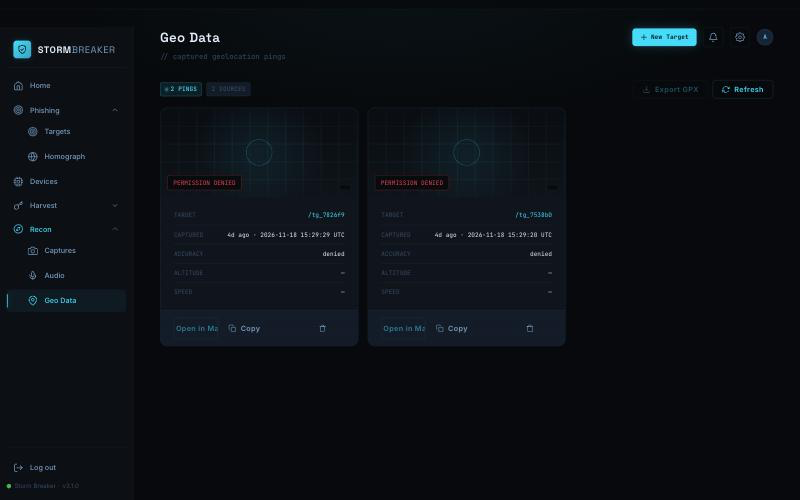 STORMBREAKER
Home
Phishing
Targets
Homograph
Devices
Harvest
Recon
Captures
Audio
Geo Data
Log out
Storm Breaker · v3.1.0
Geo Data
// captured geolocation pings
+ New Target
A
2 PINGS
2 SOURCES
Export GPX
Refresh
PERMISSION DENIED
TARGET /tg_7826f9
CAPTURED 4d ago · 2026-11-18 15:29:29 UTC
ACCURACY denied
ALTITUDE —
SPEED —
Open in Ma
Copy
PERMISSION DENIED
TARGET /tg_7538b0
CAPTURED 4d ago · 2026-11-18 15:29:20 UTC
ACCURACY denied
ALTITUDE —
SPEED —
Open in Ma
Copy